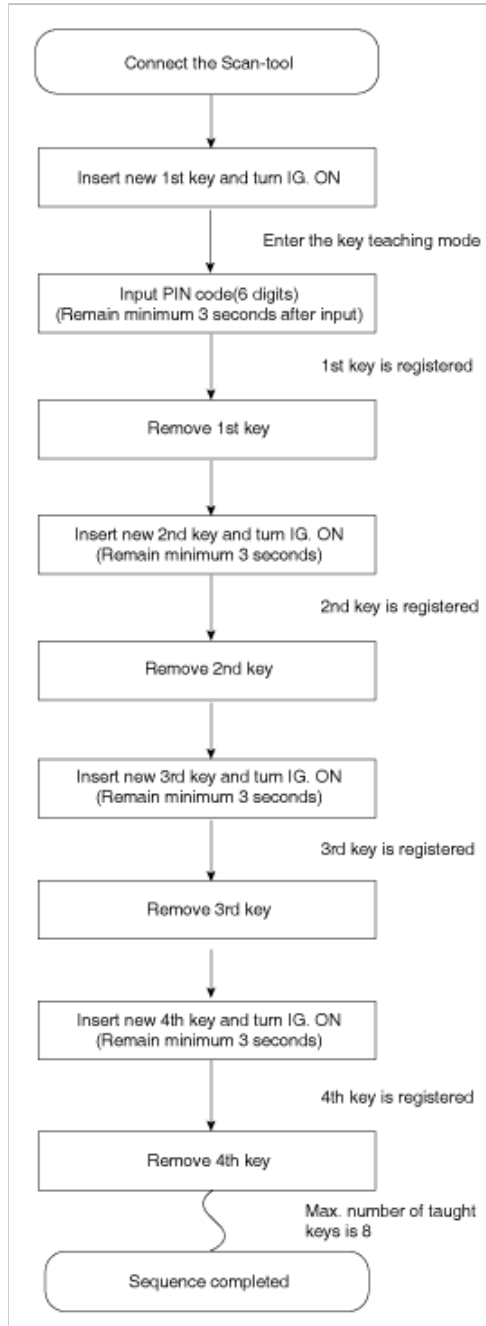 Connect the Scan-tool
Insert new 1st key and turn IG. ON
Enter the key teaching mode
Input PIN code(6 digits)
(Remain minimum 3 seconds after input)
1st key is registered
Remove 1st key
Insert new 2nd key and turn IG. ON
(Remain minimum 3 seconds)
2nd key is registered
Remove 2nd key
Insert new 3rd key and turn IG. ON
(Remain minimum 3 seconds)
3rd key is registered
Remove 3rd key
Insert new 4th key and turn IG. ON
(Remain minimum 3 seconds)
4th key is registered
Remove 4th key
Max. number of taught
keys is 8
Sequence completed